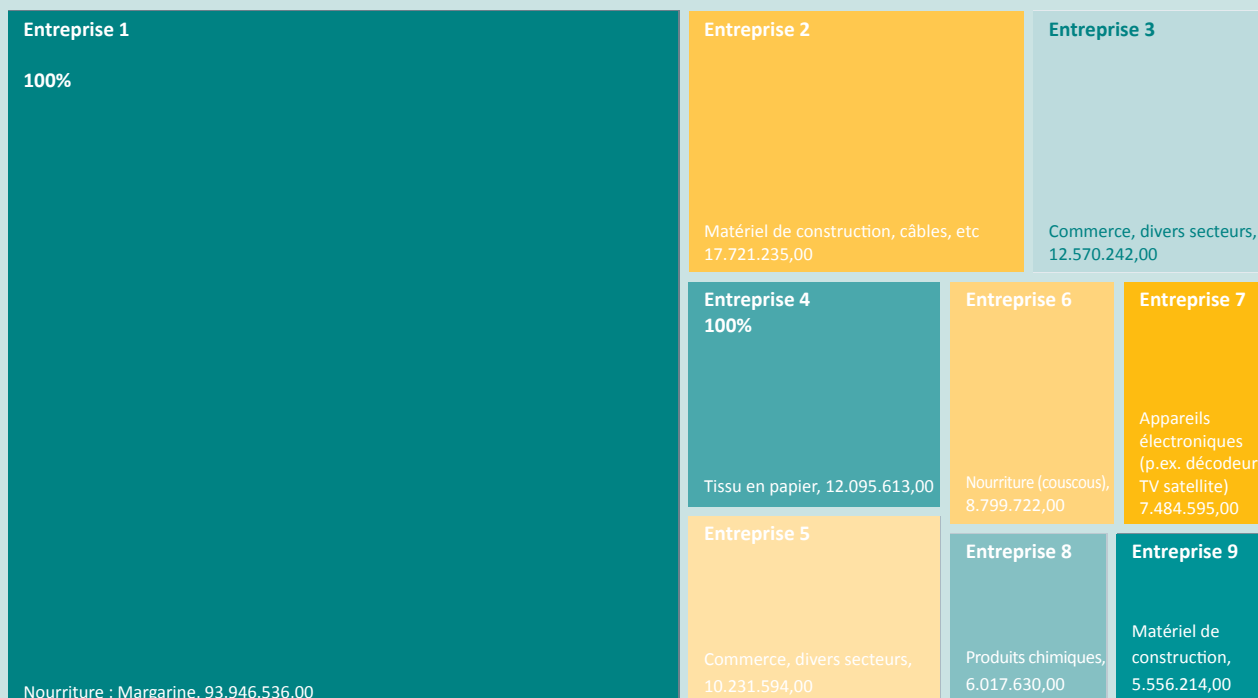 Entreprise 1
100%
Nourriture : Margarine, 93.946.536,00
Entreprise 2
Matériel de construction, câbles, etc
17.721.235,00
Entreprise 3
Commerce, divers secteurs,
12.570.242,00
Entreprise 4
100%
Tissu en papier, 12.095.613,00
Entreprise 5
Commerce, divers secteurs,
10.231.594,00
Entreprise 6
Nourriture (couscous),
8.799.722,00
Entreprise 7
Appareils
électroniques
(p.ex. décodeur
TV satellite)
7.484.595,00
Entreprise 8
Produits chimiques,
6.017.630,00
Entreprise 9
Matériel de
construction,
5.556.214,00